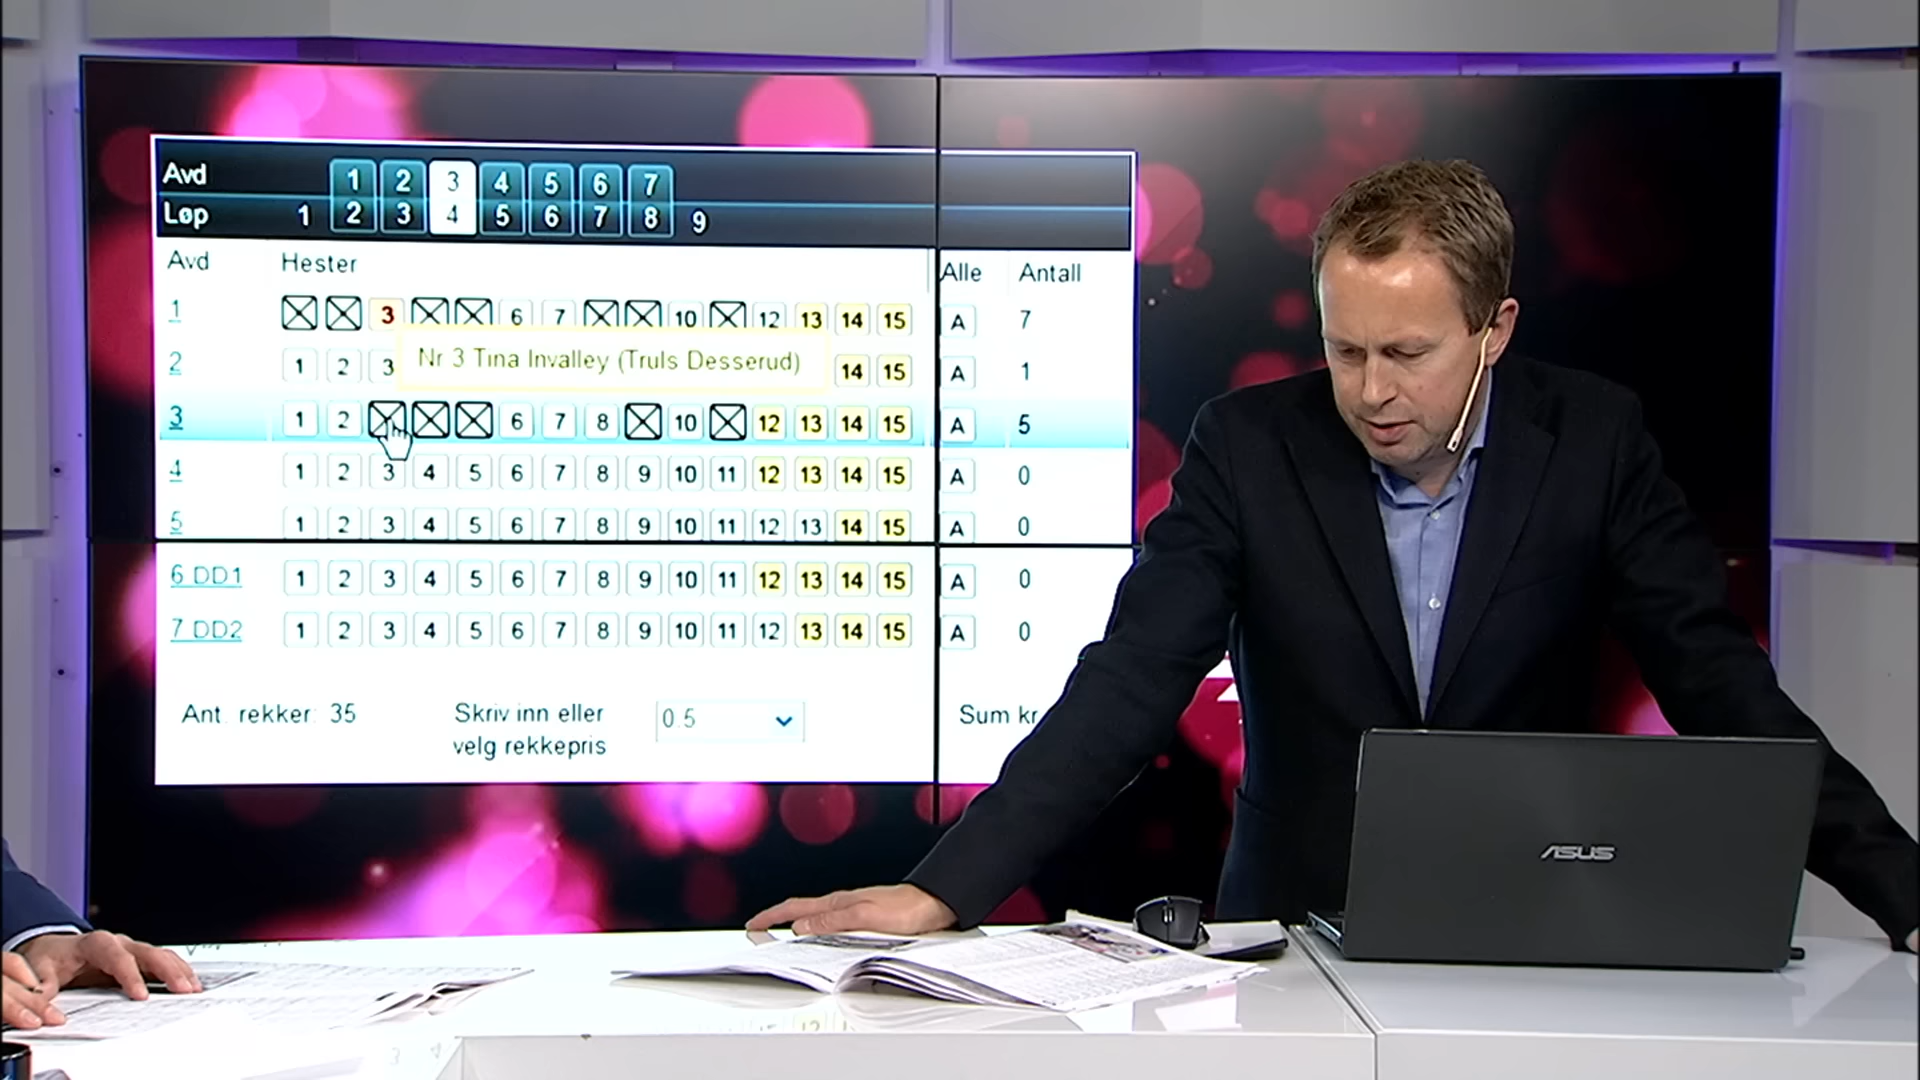 Avd 1 2 3 4 5 6 7
Løp 1 2 3 4 5 6 7 8 9
Avd Hester Alle Antall
1 3 6 7 10 12 13 14 15 A 7
2 1 2 3 14 15 A 1
Nr 3 Tina Invalley (Truls Desserud)
3 1 2 6 7 8 10 12 13 14 15 A 5
4 1 2 3 4 5 6 7 8 9 10 11 12 13 14 15 A 0
5 1 2 3 4 5 6 7 8 9 10 11 12 13 14 15 A 0
6 DD1 1 2 3 4 5 6 7 8 9 10 11 12 13 14 15 A 0
7 DD2 1 2 3 4 5 6 7 8 9 10 11 12 13 14 15 A 0
Ant. rekker: 35 Skriv inn eller 0.5 Sum kr
velg rekkepris
ASUS